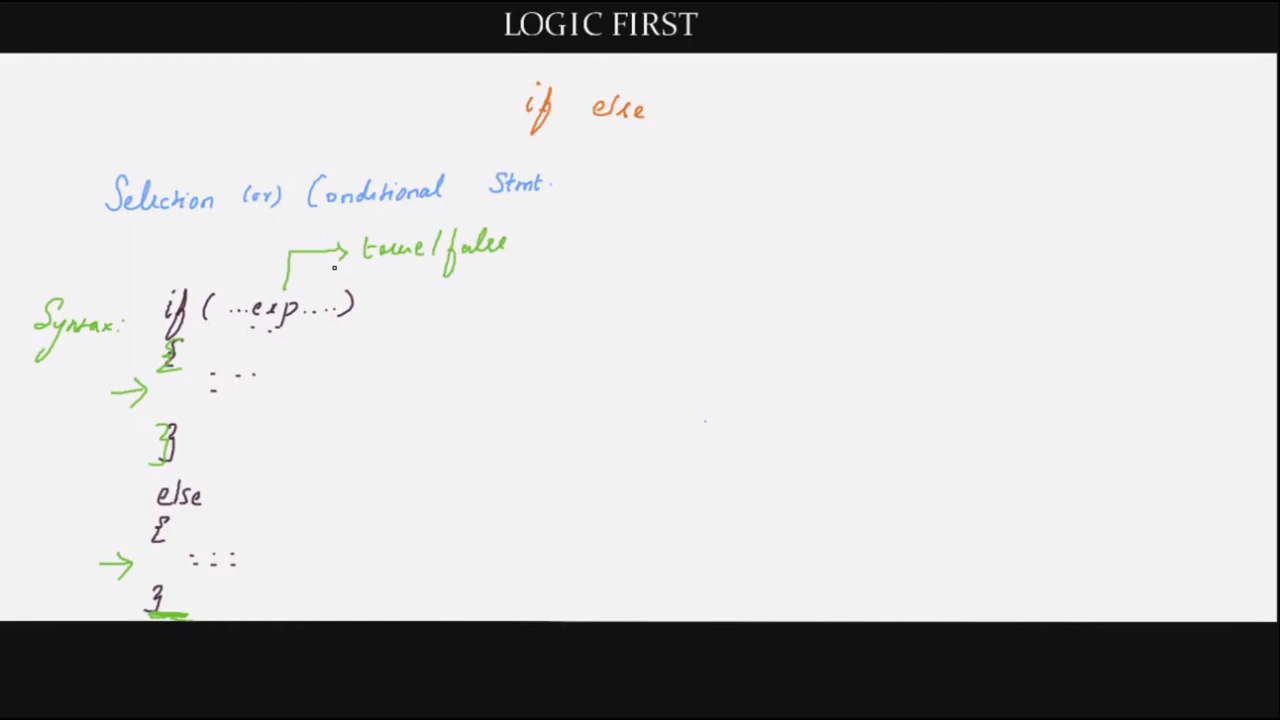 LOGIC FIRST
if else
Selection (or) Conditional Stmt.
true/false
Syntax: if ( ...exp.... )
{
}
else
{
}